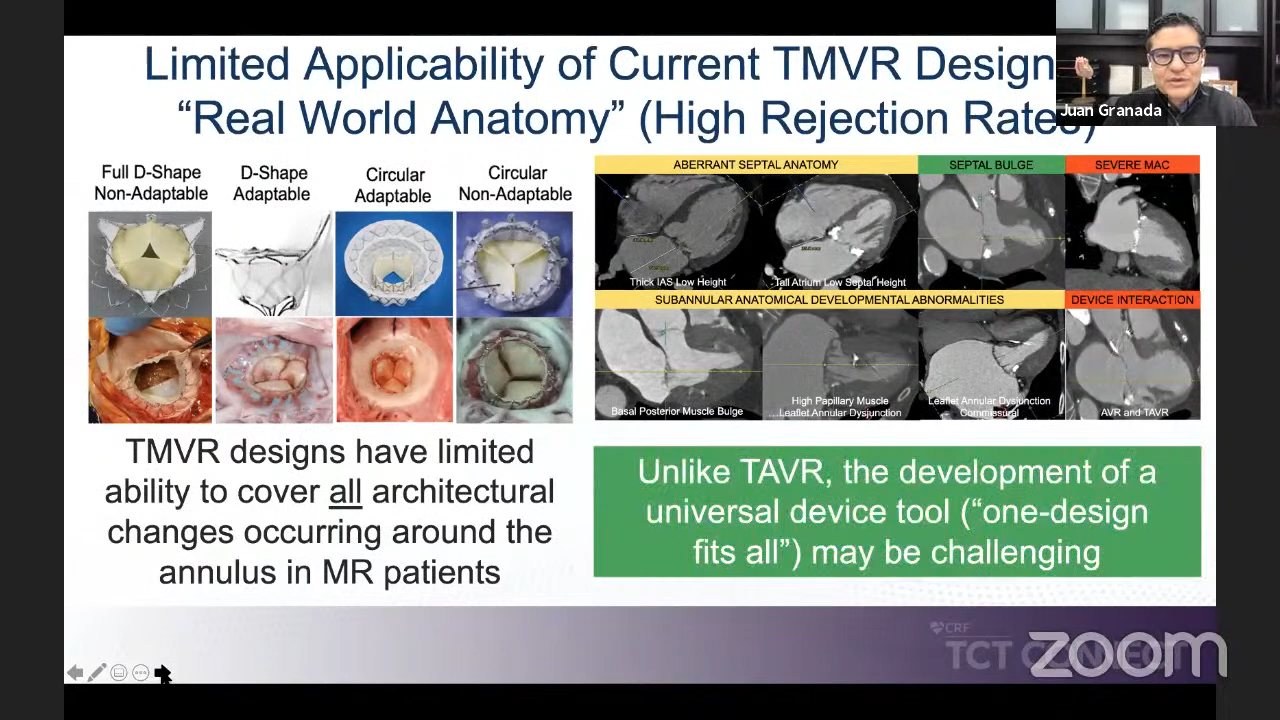 Limited Applicability of Current TMVR Design
“Real World Anatomy” (High Rejection Rates)
Juan Granada
Full D-Shape
Non-Adaptable
D-Shape
Adaptable
Circular
Adaptable
Circular
Non-Adaptable
ABERRANT SEPTAL ANATOMY
SEPTAL BULGE
SEVERE MAC
Thick IAS Low Height
Tall Atrium Low Septal Height
SUBANNULAR ANATOMICAL DEVELOPMENTAL ABNORMALITIES
DEVICE INTERACTION
Basal Posterior Muscle Bulge
High Papillary Muscle
Leaflet Annular Dysjunction
Leaflet Annular Dysjunction
Commissural
AVR and TAVR
TMVR designs have limited
ability to cover all architectural
changes occurring around the
annulus in MR patients
Unlike TAVR, the development of a
universal device tool (“one-design
fits all”) may be challenging
CRF
TCT CONNECT
zoom